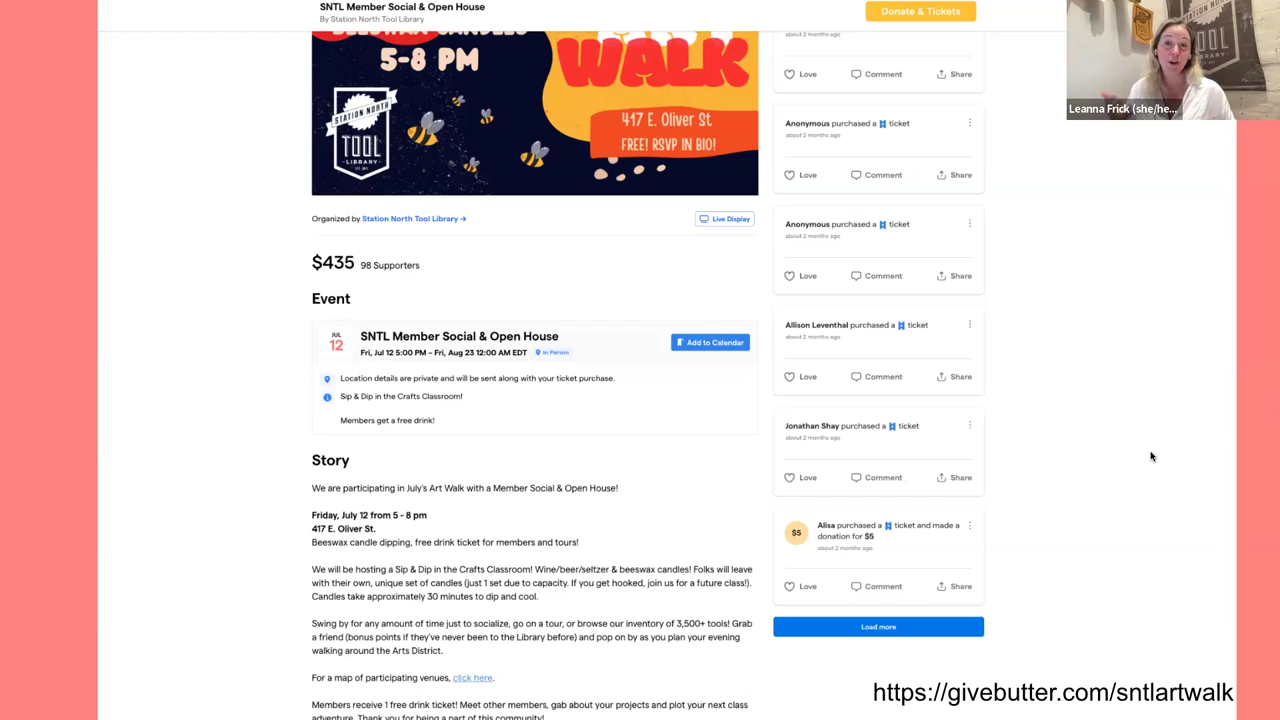 SNTL Member Social & Open House
By Station North Tool Library
Donate & Tickets
5-8 PM
WALK
STATION NORTH
TOOL
LIBRARY
417 E. Oliver St
FREE! RSVP IN BIO!
Organized by Station North Tool Library →
Live Display
$435 98 Supporters
Event
JUL
12
SNTL Member Social & Open House
Fri, Jul 12 5:00 PM – Fri, Aug 23 12:00 AM EDT In Person
Add to Calendar
Location details are private and will be sent along with your ticket purchase.
Sip & Dip in the Crafts Classroom!
Members get a free drink!
Story
We are participating in July's Art Walk with a Member Social & Open House!
Friday, July 12 from 5 - 8 pm
417 E. Oliver St.
Beeswax candle dipping, free drink ticket for members and tours!
We will be hosting a Sip & Dip in the Crafts Classroom! Wine/beer/seltzer & beeswax candles! Folks will leave
with their own, unique set of candles (just 1 set due to capacity. If you get hooked, join us for a future class!).
Candles take approximately 30 minutes to dip and cool.
Swing by for any amount of time just to socialize, go on a tour, or browse our inventory of 3,500+ tools! Grab
a friend (bonus points if they've never been to the Library before) and pop on by as you plan your evening
walking around the Arts District.
For a map of participating venues, click here.
Members receive 1 free drink ticket! Meet other members, gab about your projects and plot your next class
adventure. Thank you for being a part of this community!
about 2 months ago
Love Comment Share
Anonymous purchased a ticket
about 2 months ago
Love Comment Share
Anonymous purchased a ticket
about 2 months ago
Love Comment Share
Allison Leventhal purchased a ticket
about 2 months ago
Love Comment Share
Jonathan Shay purchased a ticket
about 2 months ago
Love Comment Share
$5
Alisa purchased a ticket and made a
donation for $5
about 2 months ago
Love Comment Share
Load more
TOOL
Leanna Frick (she/he...
https://givebutter.com/sntlartwalk